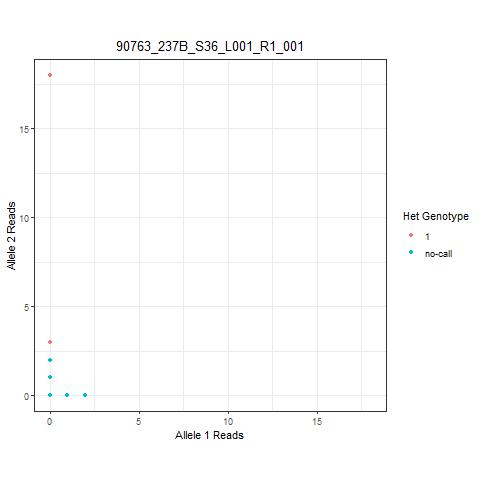 90763_237B_S36_L001_R1_001
Allele 2 Reads
15
10
5
0
0
5
10
15
Allele 1 Reads
Het Genotype
1
no-call